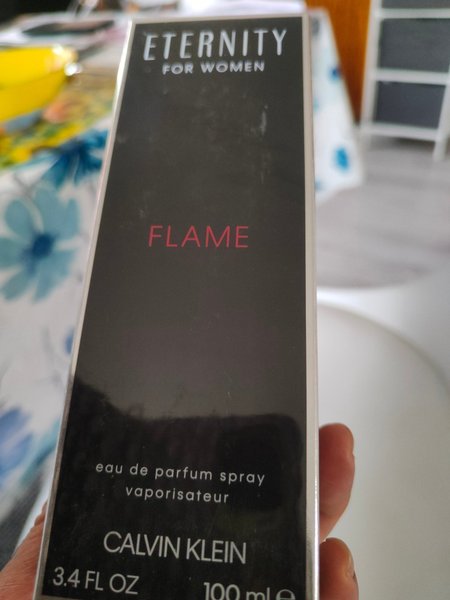 ETERNITY
FOR WOMEN
FLAME
eau de parfum spray
vaporisateur
CALVIN KLEIN
3.4 FL OZ 100 ml ℮